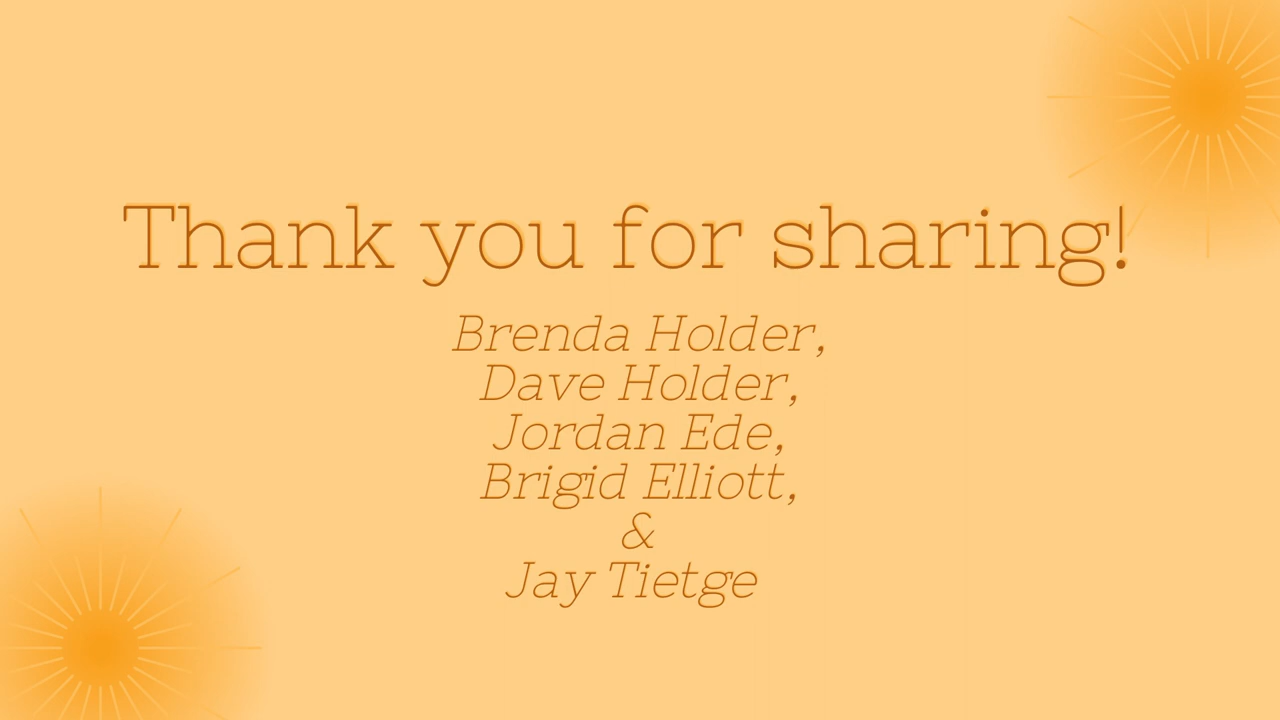 Thank you for sharing!
Brenda Holder,
Dave Holder,
Jordan Ede,
Brigid Elliott,
&
Jay Tietge